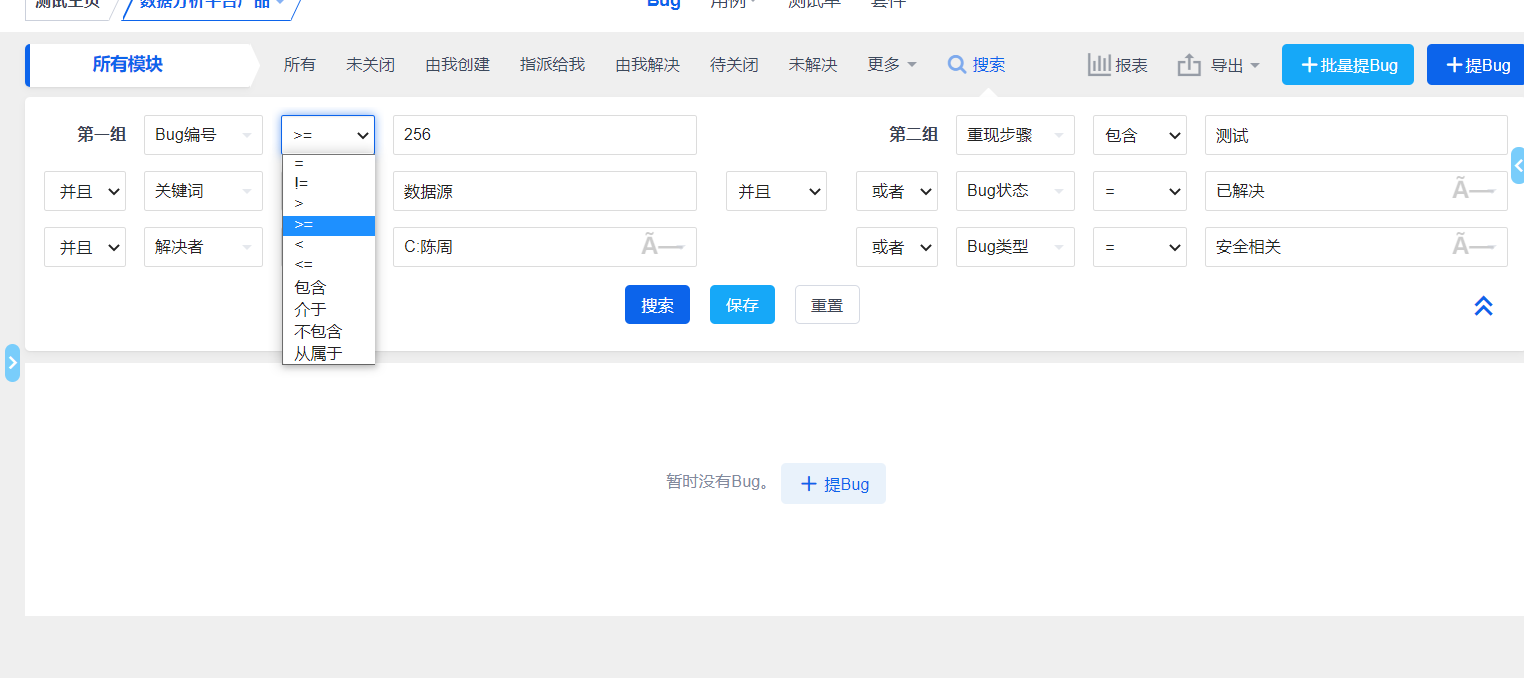 测试主页 数据分析平台产品 Bug 用例 测试单 套件
所有模块 所有 未关闭 由我创建 指派给我 由我解决 待关闭 未解决 更多 搜索 报表 导出 +批量提Bug +提Bug
第一组 Bug编号 >= 256 第二组 重现步骤 包含 测试
=
!=
>
>=
<
<=
包含
介于
不包含
从属于
并且 关键词 数据源 并且 或者 Bug状态 = 已解决 Ã—
并且 解决者 C:陈周 Ã— 或者 Bug类型 = 安全相关 Ã—
搜索 保存 重置
暂时没有Bug。 + 提Bug